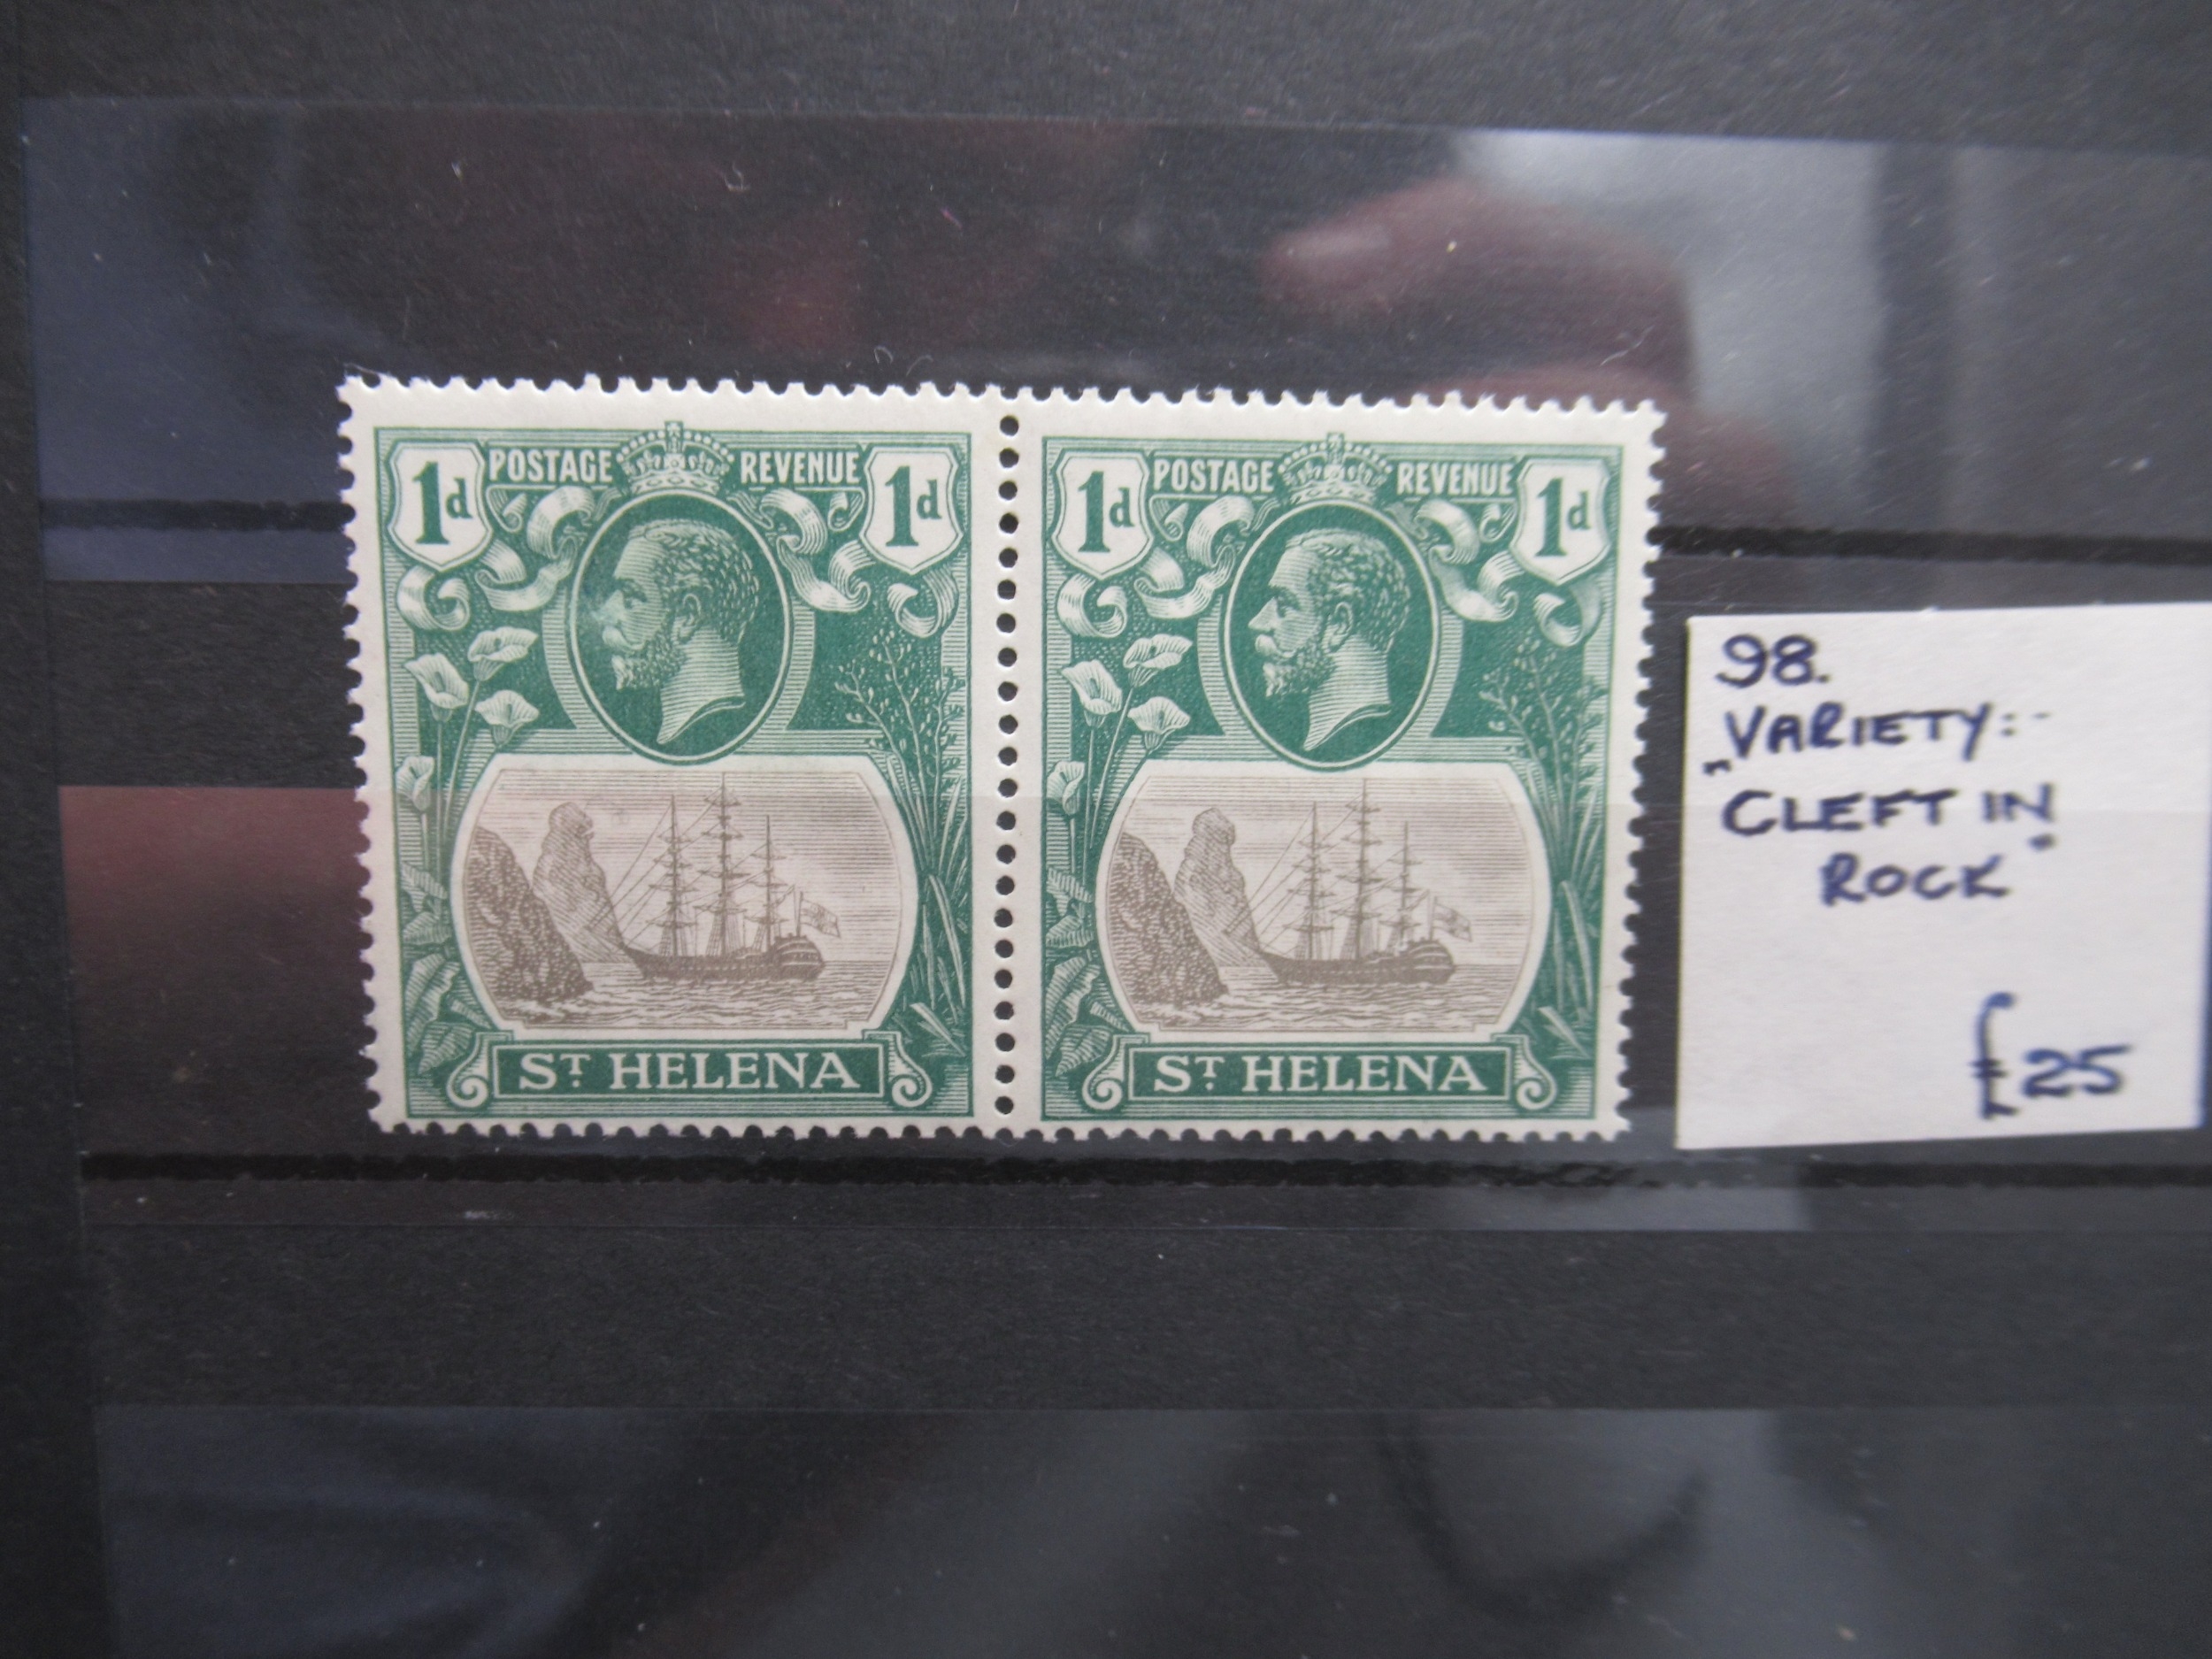 1d POSTAGE REVENUE 1d
ST HELENA
1d POSTAGE REVENUE 1d
ST HELENA
98.
"VARIETY:-
CLEFT IN
ROCK"
£25